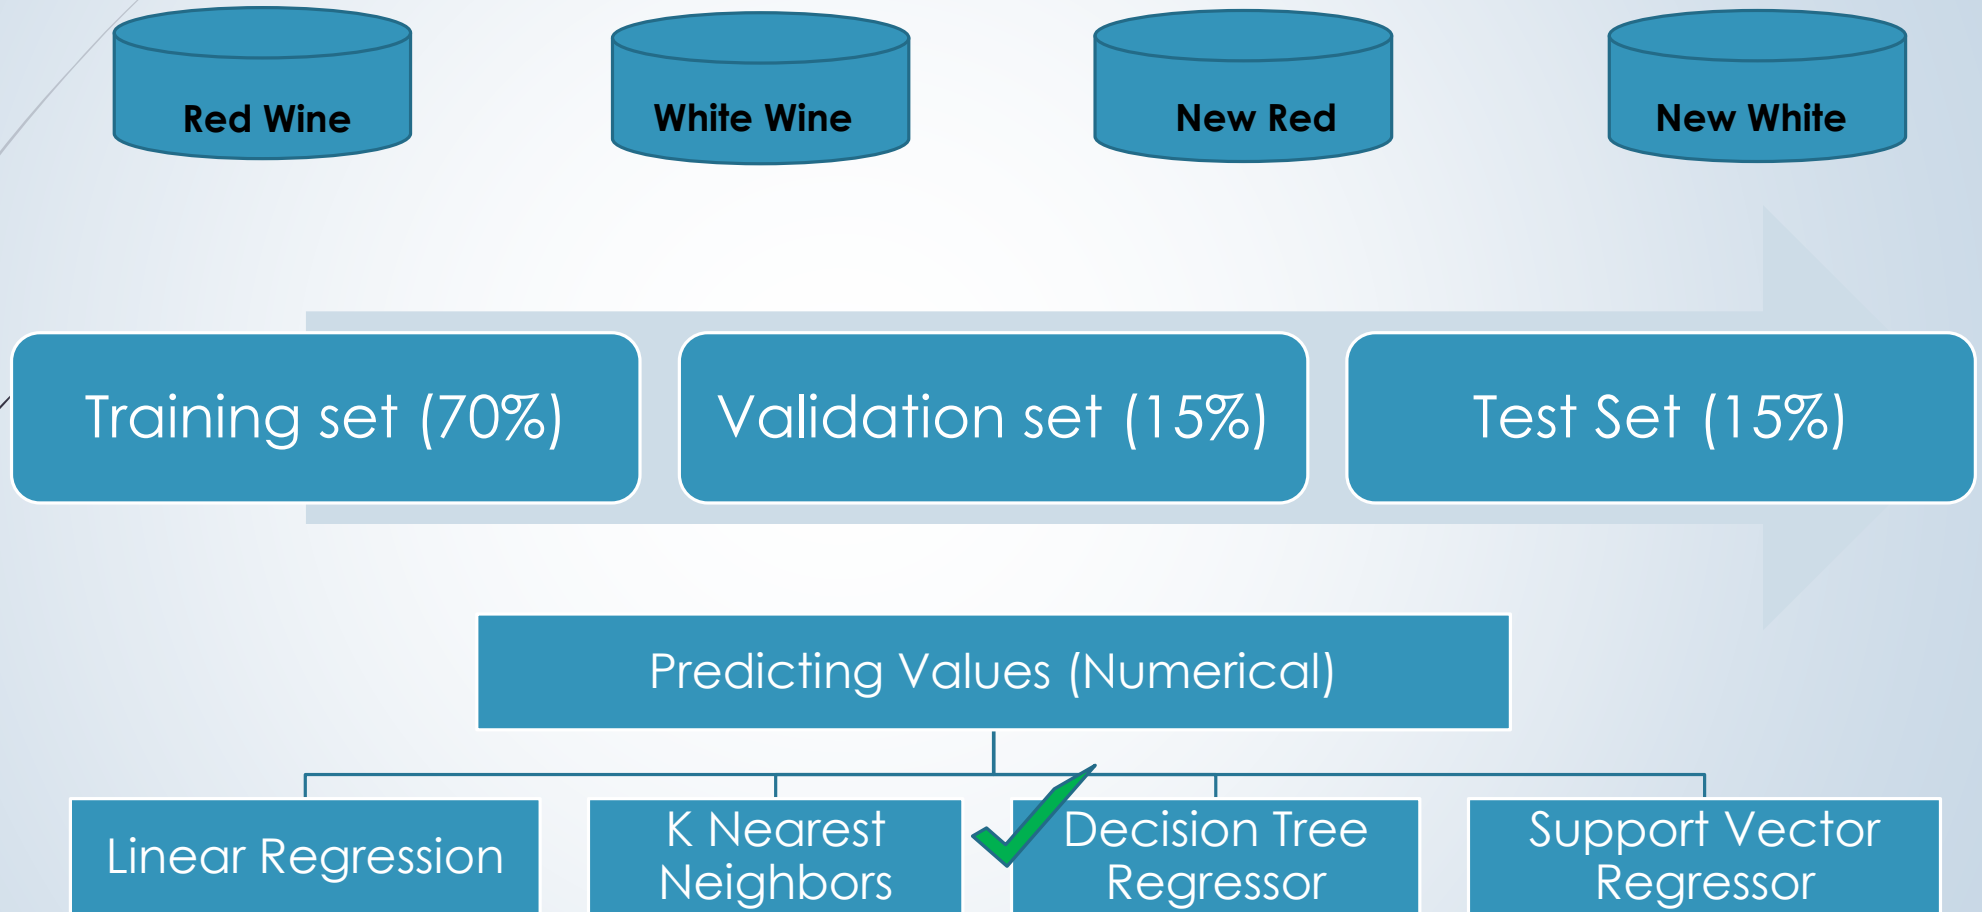 Red Wine
White Wine
New Red
New White
Training set (70%)
Validation set (15%)
Test Set (15%)
Predicting Values (Numerical)
Linear Regression
K Nearest
Neighbors
Decision Tree
Regressor
Support Vector
Regressor